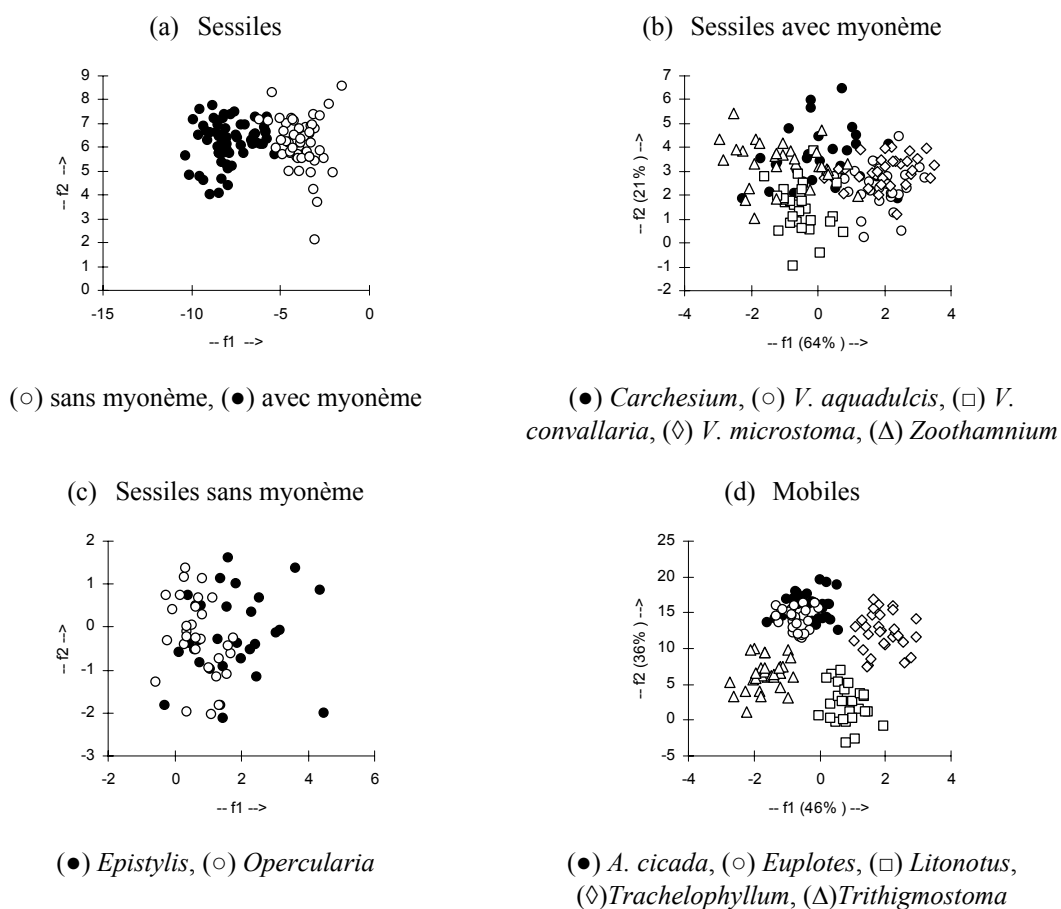 (a) Sessiles
9
8
7
6
5
4
3
2
1
0
-15 -10 -5 0
-- f2 -->
-- f1 -->
(○) sans myonème, (●) avec myonème
(b) Sessiles avec myonème
7
6
5
4
3
2
1
0
-1
-2
-4 -2 0 2 4
-- f2 (21% ) -->
-- f1 (64% ) -->
(●) Carchesium, (○) V. aquadulcis, (□) V.
convallaria, (◊) V. microstoma, (Δ) Zoothamnium
(c) Sessiles sans myonème
2
1
0
-1
-2
-3
-2 0 2 4 6
-- f2 -->
-- f1 -->
(●) Epistylis, (○) Opercularia
(d) Mobiles
25
20
15
10
5
0
-5
-4 -2 0 2 4
-- f2 (36% ) -->
-- f1 (46% ) -->
(●) A. cicada, (○) Euplotes, (□) Litonotus,
(◊)Trachelophyllum, (Δ)Trithigmostoma